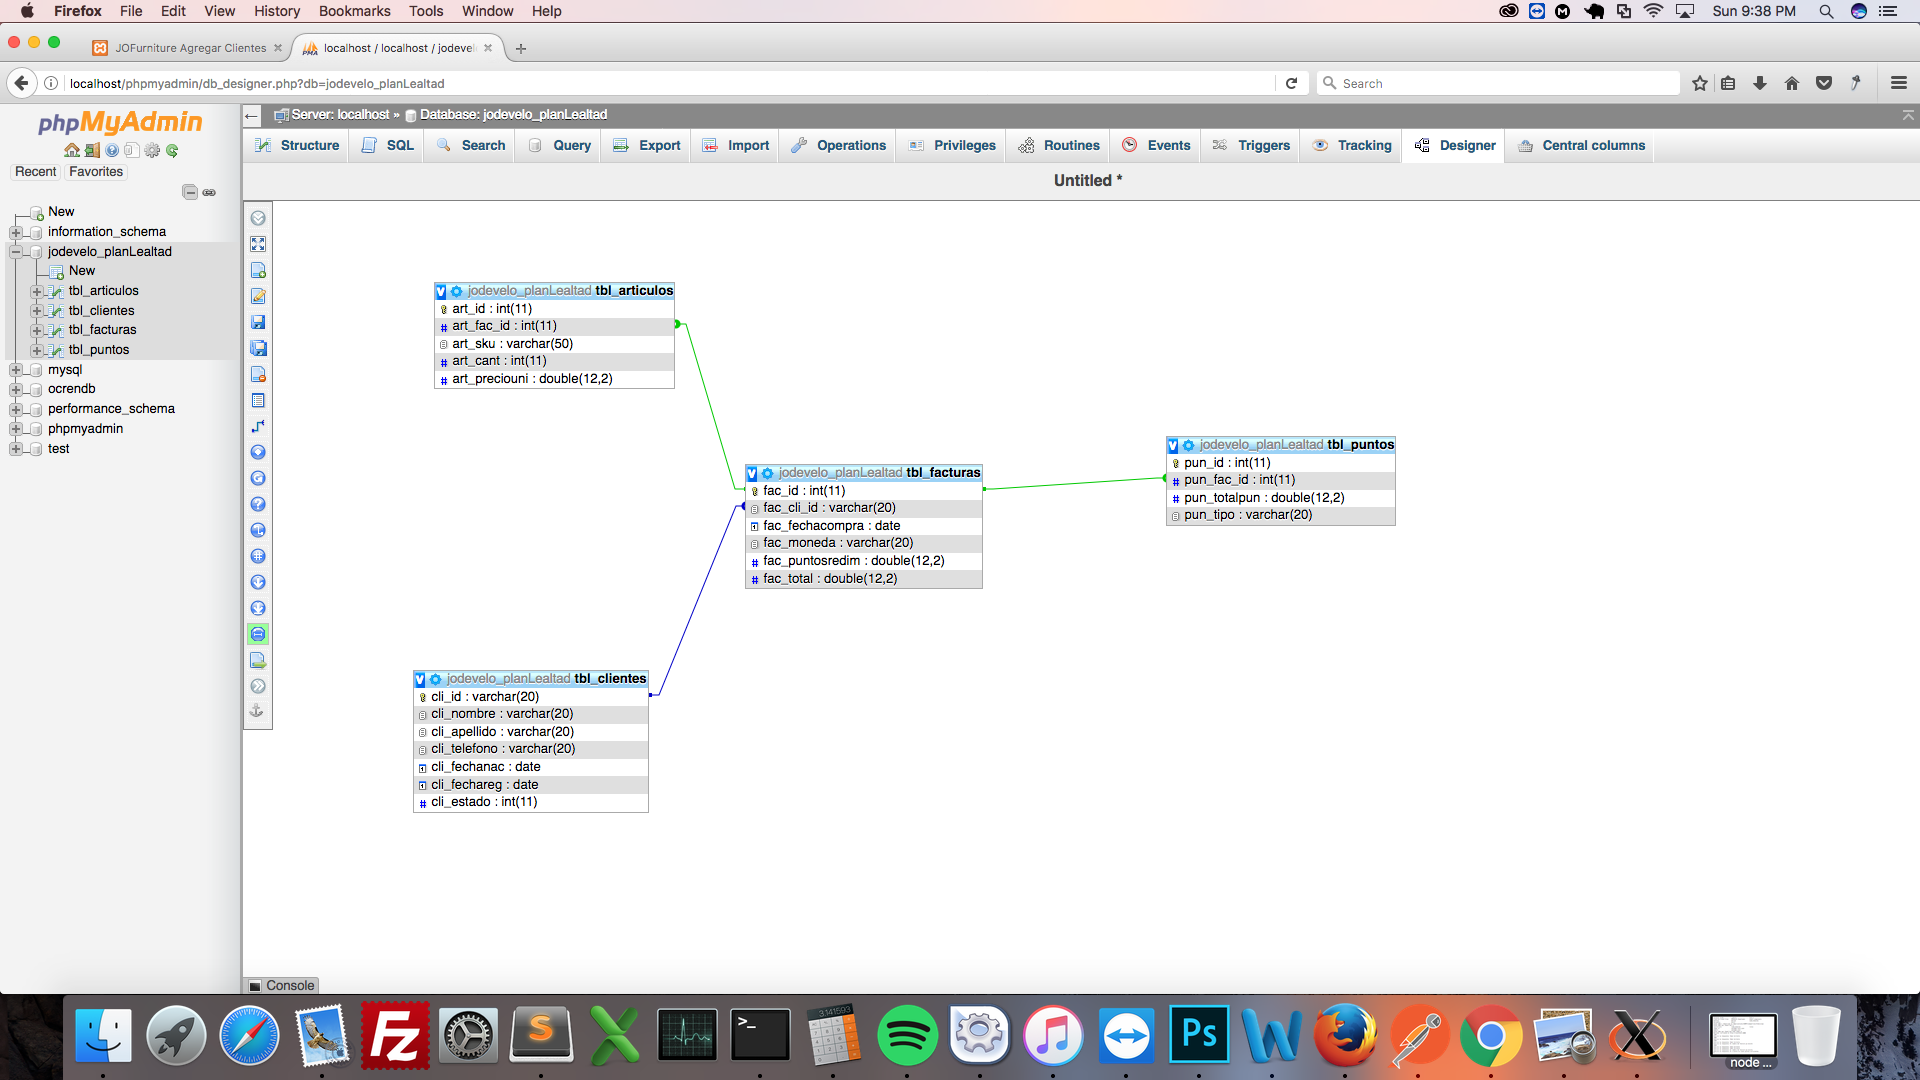 Firefox File Edit View History Bookmarks Tools Window Help Sun 9:38 PM
JOFurniture Agregar Clientes localhost / localhost / jodevel
localhost/phpmyadmin/db_designer.php?db=jodevelo_planLealtad Search
phpMyAdmin
Recent Favorites
New
information_schema
jodevelo_planLealtad
New
tbl_articulos
tbl_clientes
tbl_facturas
tbl_puntos
mysql
ocrendb
performance_schema
phpmyadmin
test
Server: localhost » Database: jodevelo_planLealtad
Structure SQL Search Query Export Import Operations Privileges Routines Events Triggers Tracking Designer Central columns
Untitled *
jodevelo_planLealtad tbl_articulos
art_id : int(11)
art_fac_id : int(11)
art_sku : varchar(50)
art_cant : int(11)
art_preciouni : double(12,2)
jodevelo_planLealtad tbl_facturas
fac_id : int(11)
fac_cli_id : varchar(20)
fac_fechacompra : date
fac_moneda : varchar(20)
fac_puntosredim : double(12,2)
fac_total : double(12,2)
jodevelo_planLealtad tbl_puntos
pun_id : int(11)
pun_fac_id : int(11)
pun_totalpun : double(12,2)
pun_tipo : varchar(20)
jodevelo_planLealtad tbl_clientes
cli_id : varchar(20)
cli_nombre : varchar(20)
cli_apellido : varchar(20)
cli_telefono : varchar(20)
cli_fechanac : date
cli_fechareg : date
cli_estado : int(11)
Console
Fz
S
3.141593
Ps
node ...